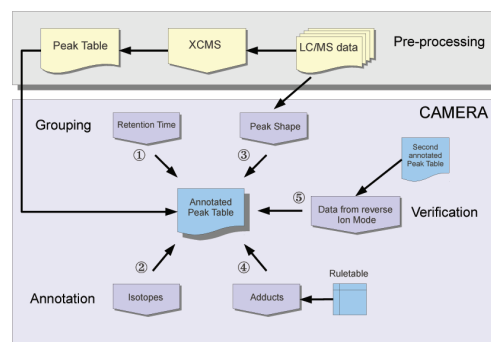 Peak Table
XCMS
LC/MS data
Pre-processing
CAMERA
Grouping
Retention Time
Peak Shape
Second
annotated
Peak Table
①
③
Annotated
Peak Table
⑤
Data from reverse
Ion Mode
Verification
②
④
Ruletable
Annotation
Isotopes
Adducts